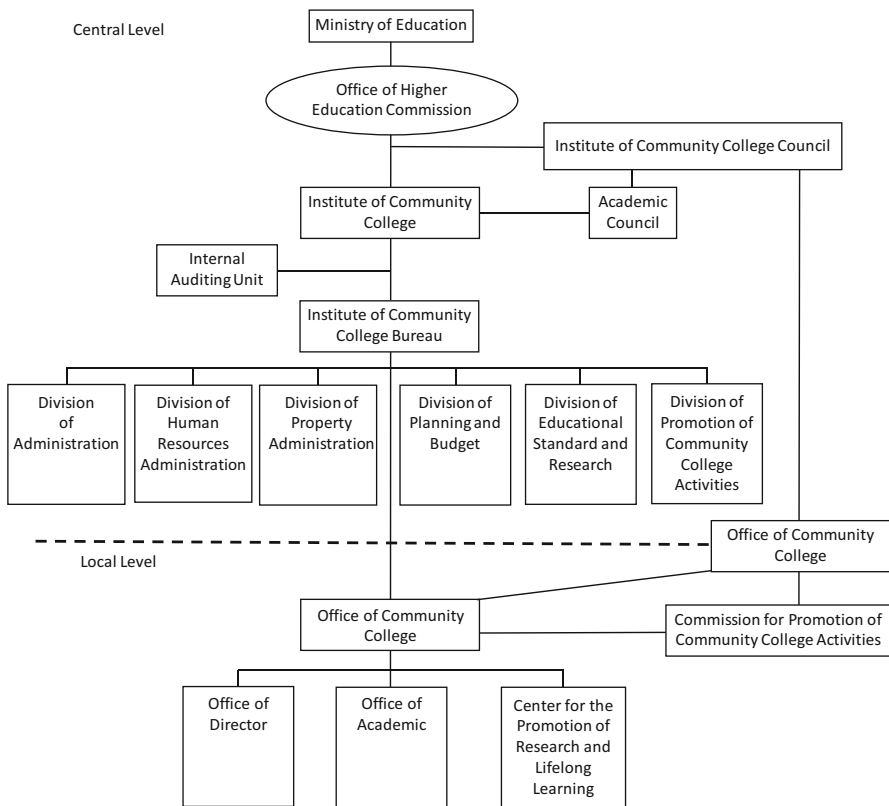 Central Level
Ministry of Education
Office of Higher
Education Commission
Institute of Community College Council
Institute of Community
College
Academic
Council
Internal
Auditing Unit
Institute of Community
College Bureau
Division
of
Administration
Division of
Human
Resources
Administration
Division of
Property
Administration
Division of
Planning and
Budget
Division of
Educational
Standard and
Research
Division of
Promotion of
Community
College
Activities
Office of Community
College
Local Level
Office of Community
College
Commission for Promotion of
Community College Activities
Office of
Director
Office of
Academic
Center for the
Promotion of
Research and
Lifelong
Learning